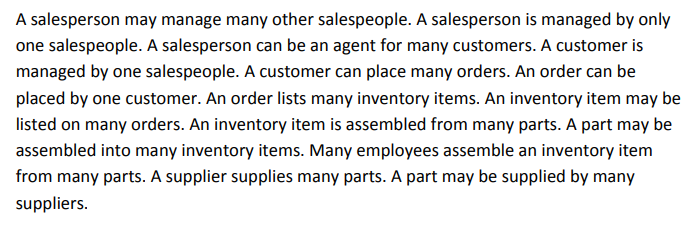 A salesperson may manage many other salespeople. A salesperson is managed by only
one salespeople. A salesperson can be an agent for many customers. A customer is
managed by one salespeople. A customer can place many orders. An order can be
placed by one customer. An order lists many inventory items. An inventory item may be
listed on many orders. An inventory item is assembled from many parts. A part may be
assembled into many inventory items. Many employees assemble an inventory item
from many parts. A supplier supplies many parts. A part may be supplied by many
suppliers.